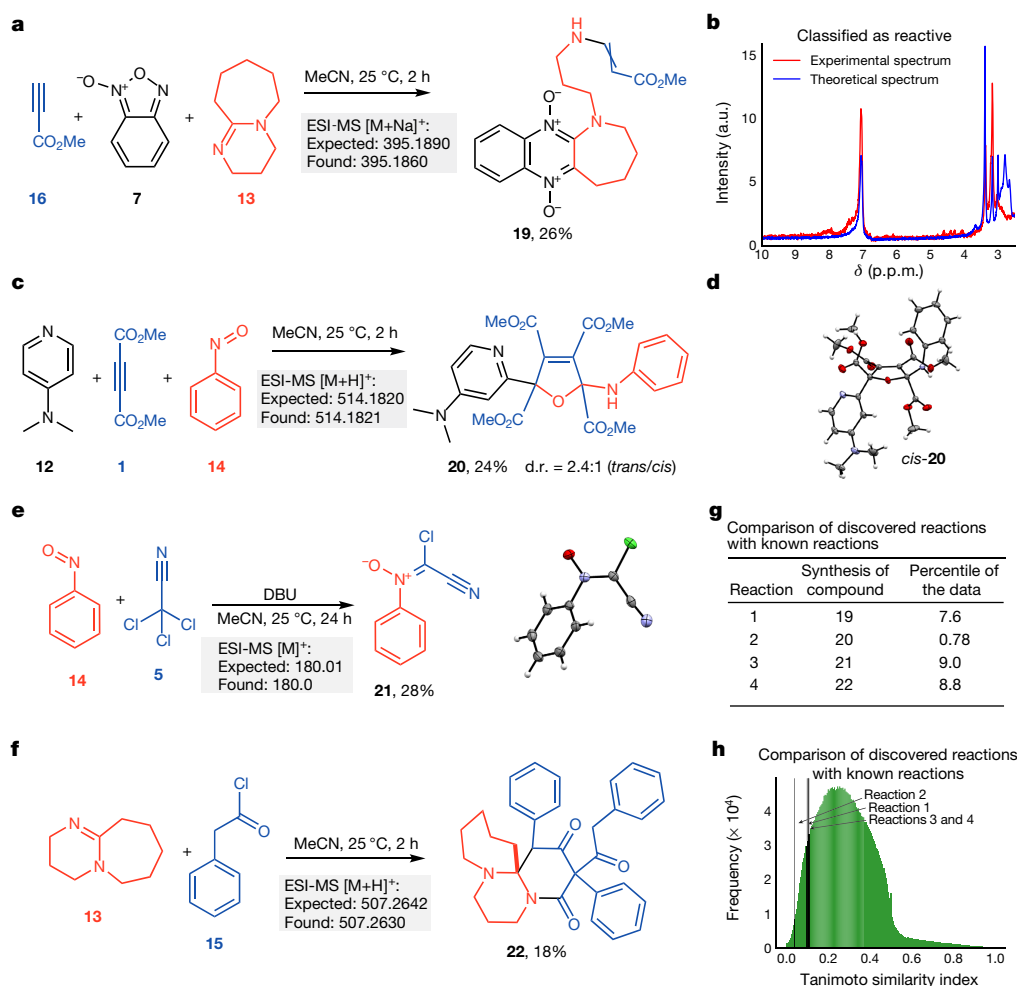 a
MeCN, 25 °C, 2 h
ESI-MS [M+Na]⁺:
Expected: 395.1890
Found: 395.1860
CO₂Me
16
+
⁻O
N⁺
O
N
7
+
N
N
13
H
N
CO₂Me
O⁻
N⁺
N
N⁺
O⁻
19, 26%
b
Classified as reactive
Experimental spectrum
Theoretical spectrum
Intensity (a.u.)
15
10
5
0
10 9 8 7 6 5 4 3
δ (p.p.m.)
c
N
N
12
+
CO₂Me
CO₂Me
1
+
N
O
14
MeCN, 25 °C, 2 h
ESI-MS [M+H]⁺:
Expected: 514.1820
Found: 514.1821
MeO₂C CO₂Me
N
N
O
N
H
MeO₂C
CO₂Me
20, 24% d.r. = 2.4:1 (trans/cis)
d
cis-20
e
O
N
14
+
N
Cl Cl
Cl
5
DBU
MeCN, 25 °C, 24 h
ESI-MS [M]⁺:
Expected: 180.01
Found: 180.0
Cl
⁻O
N⁺
N
21, 28%
g
Comparison of discovered reactions
with known reactions
Reaction Synthesis of compound Percentile of the data
1 19 7.6
2 20 0.78
3 21 9.0
4 22 8.8
f
N
N
13
+
Cl
O
15
MeCN, 25 °C, 2 h
ESI-MS [M+H]⁺:
Expected: 507.2642
Found: 507.2630
O
O
N
N
O
22, 18%
h
Comparison of discovered reactions
with known reactions
Reaction 2
Reaction 1
Reactions 3 and 4
Frequency (× 10⁴)
4
3
2
1
0
0.0 0.2 0.4 0.6 0.8 1.0
Tanimoto similarity index